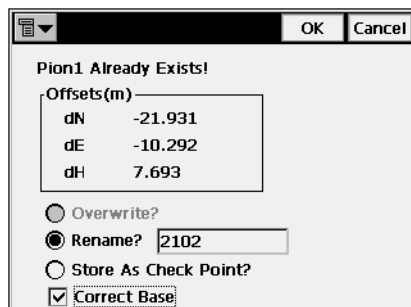 OK Cancel
Pion1 Already Exists!
Offsets(m)
dN -21.931
dE -10.292
dH 7.693
Overwrite?
Rename? 2102
Store As Check Point?
Correct Base